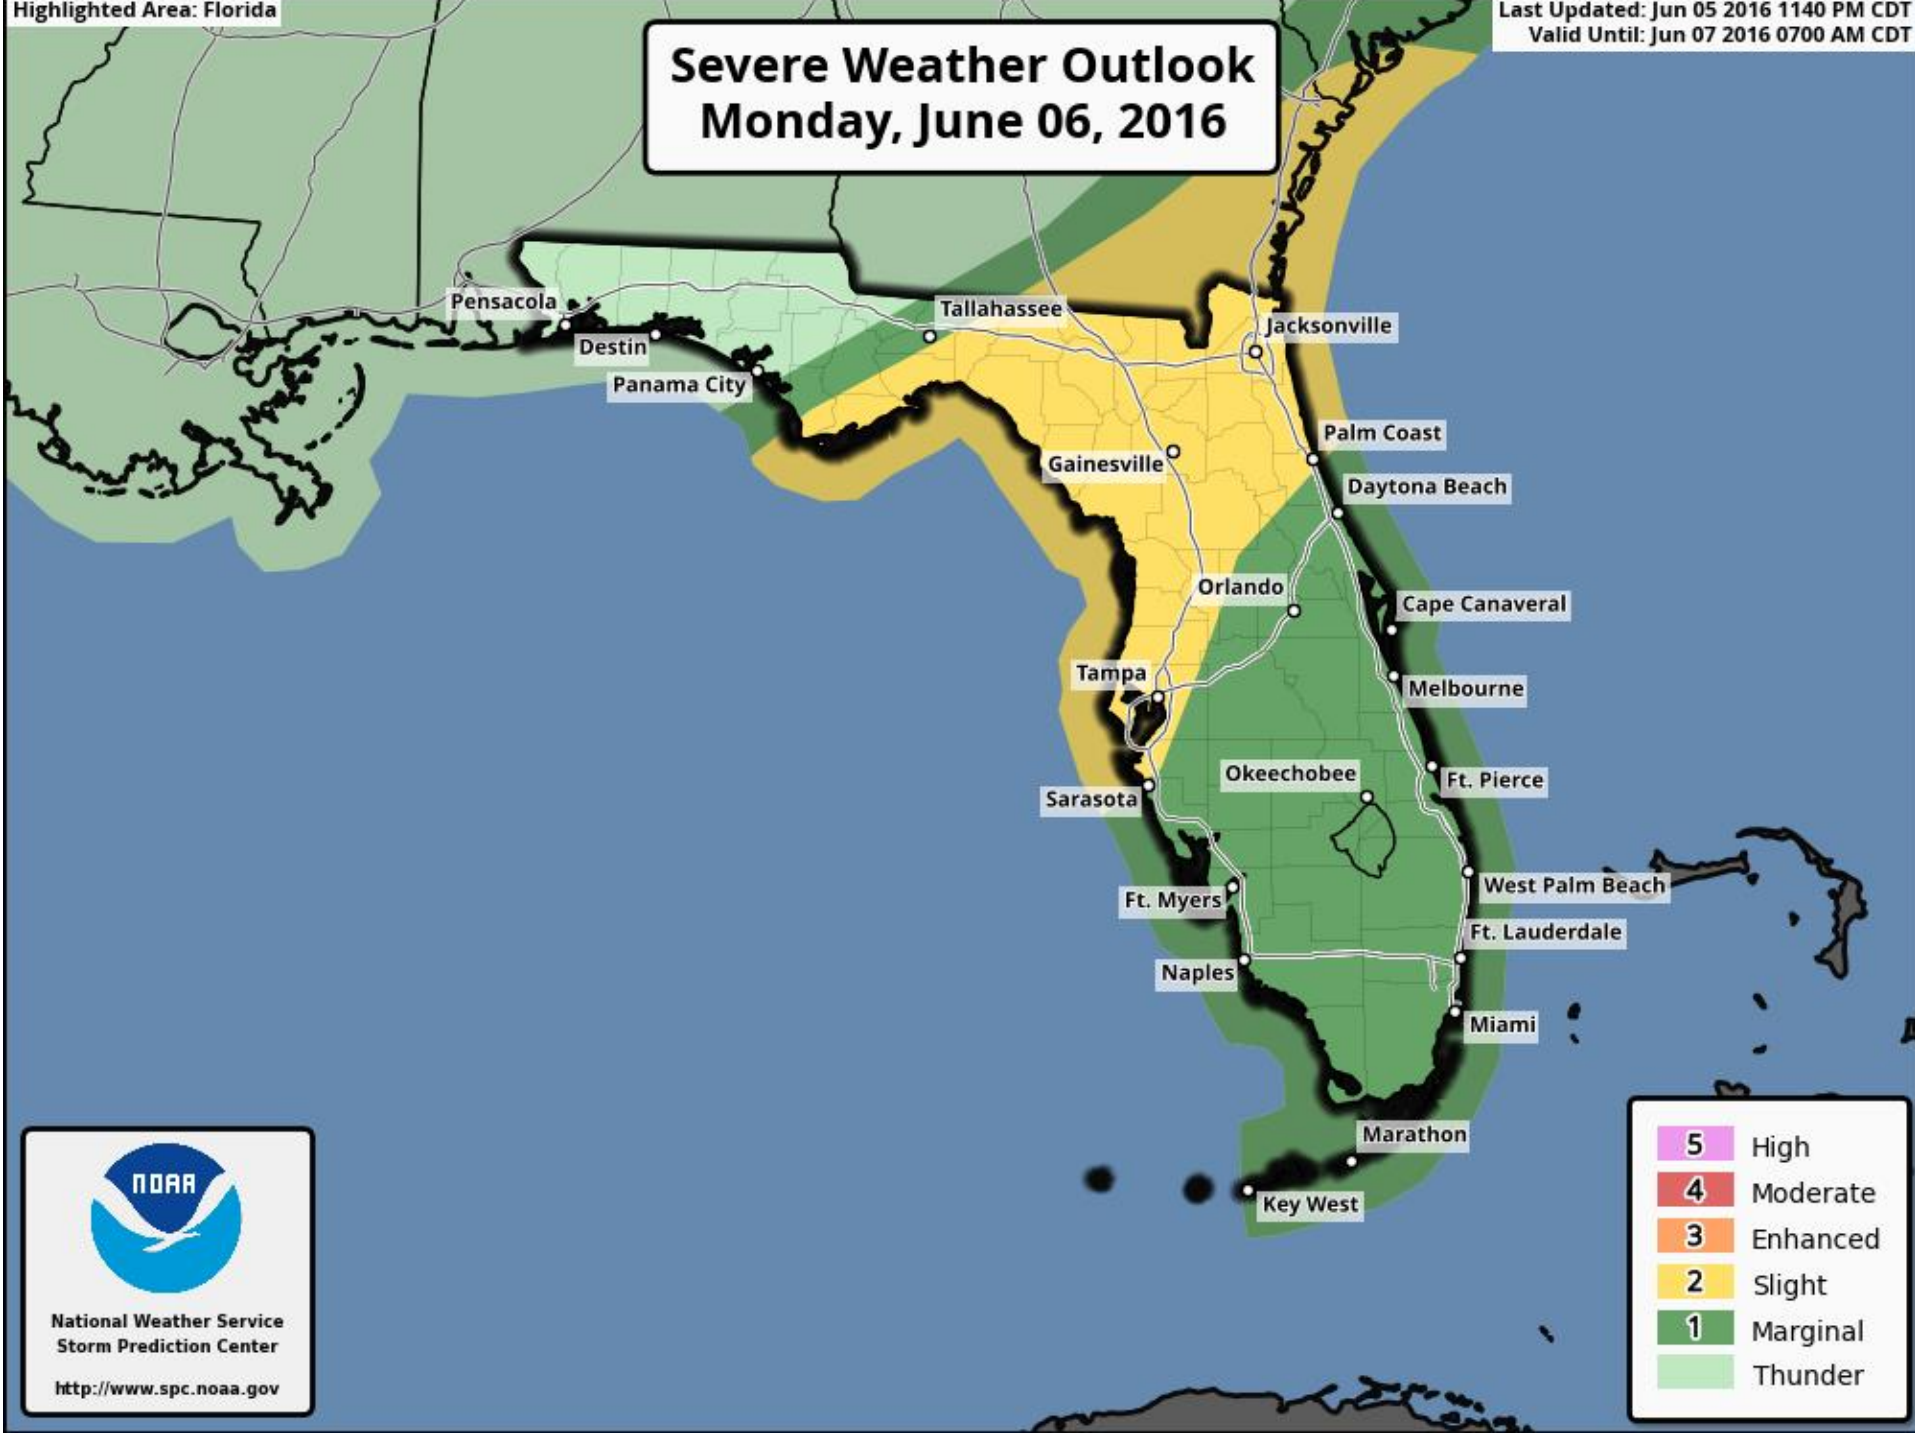 Highlighted Area: Florida
Last Updated: Jun 05 2016 1140 PM CDT
Valid Until: Jun 07 2016 0700 AM CDT
Severe Weather Outlook
Monday, June 06, 2016
Pensacola
Destin
Panama City
Tallahassee
Jacksonville
Palm Coast
Gainesville
Daytona Beach
Orlando
Cape Canaveral
Tampa
Melbourne
Okeechobee
Ft. Pierce
Sarasota
West Palm Beach
Ft. Myers
Ft. Lauderdale
Naples
Miami
Marathon
Key West
NOAA
National Weather Service
Storm Prediction Center
http://www.spc.noaa.gov
5 High
4 Moderate
3 Enhanced
2 Slight
1 Marginal
Thunder